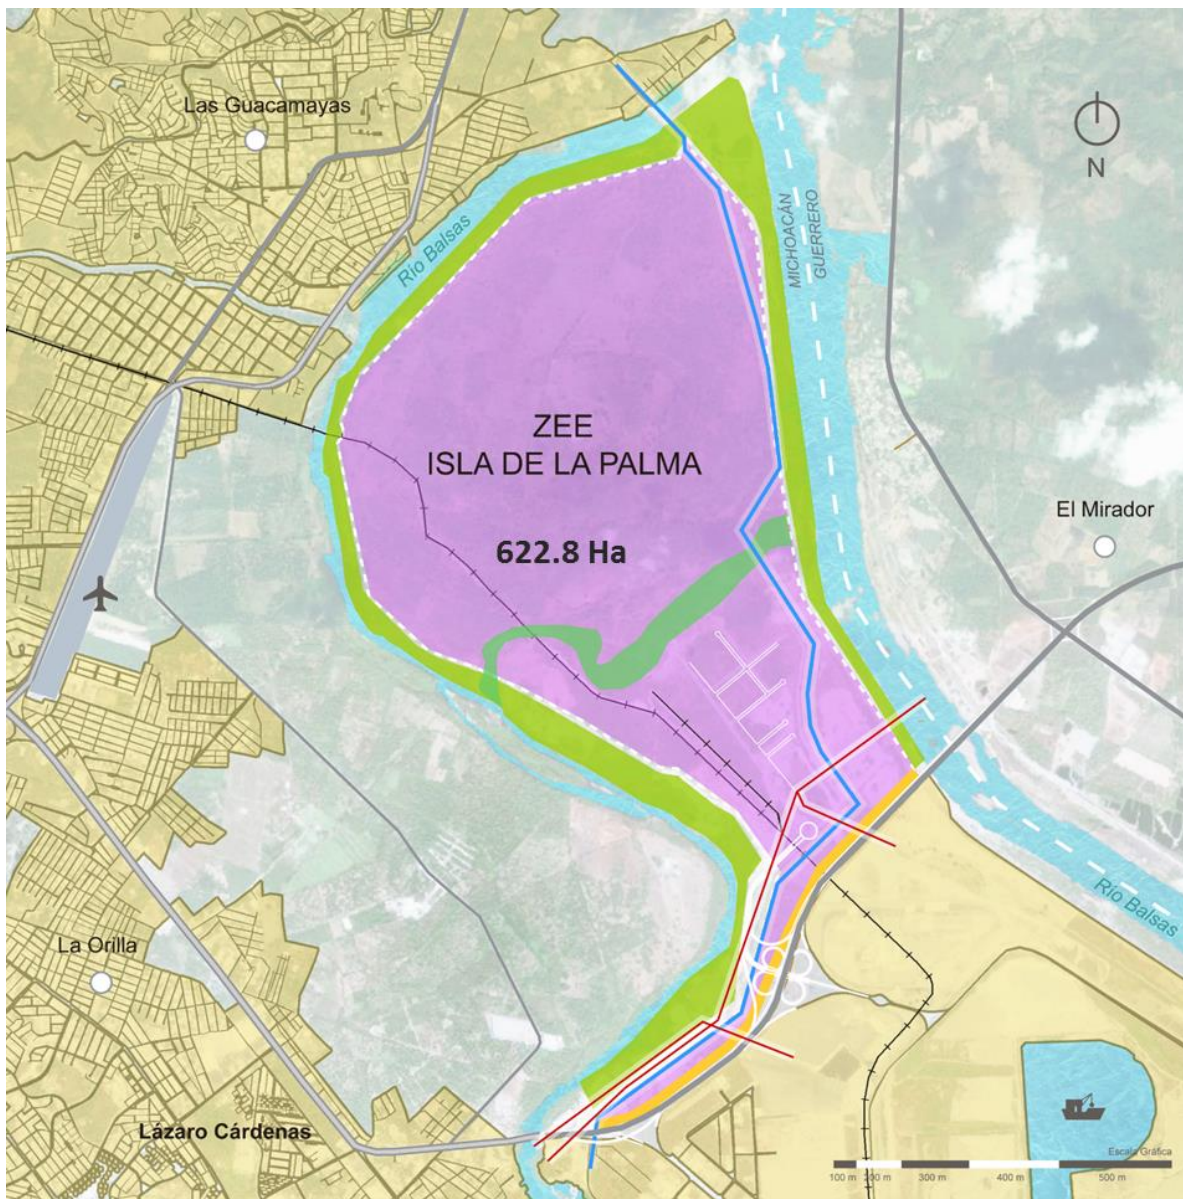 Las Guacamayas
N
Río Balsas
MICHOACÁN
GUERRERO
ZEE
ISLA DE LA PALMA
El Mirador
622.8 Ha
Río Balsas
La Orilla
Lázaro Cárdenas
Escala Gráfica
100 m 200 m 300 m 400 m 500 m